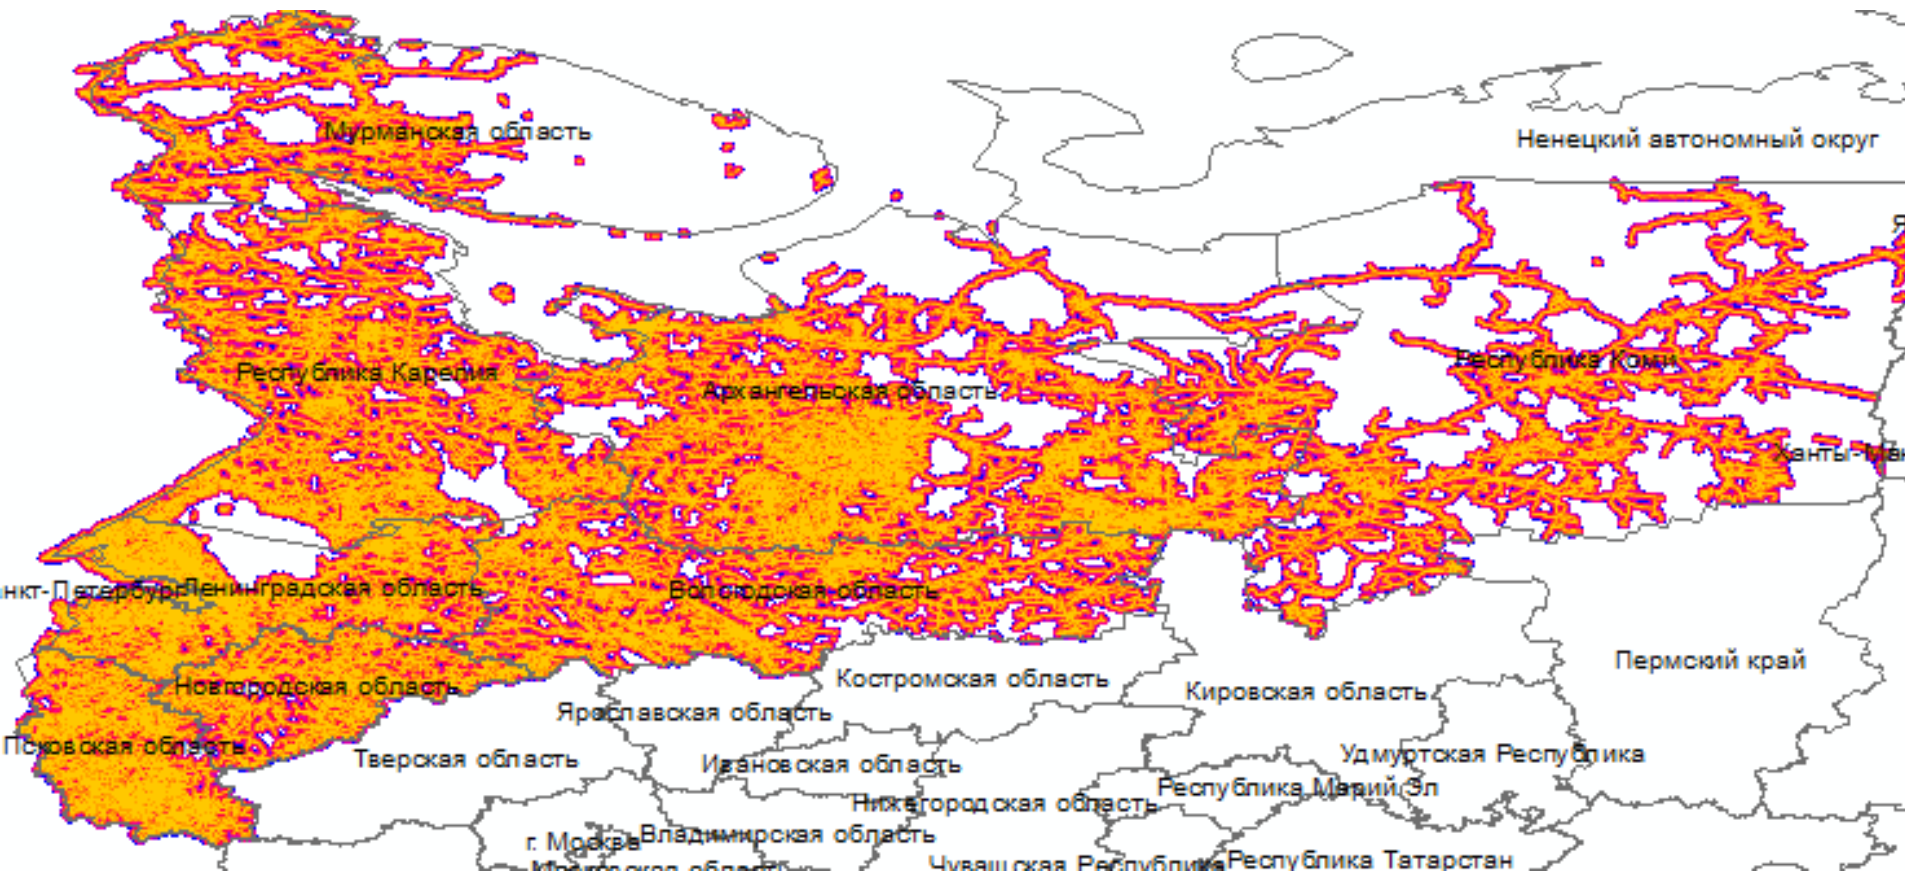 Мурманская область
Ненецкий автономный округ
Республика Карелия
Республика Коми
Архангельская область
Ханты-Ман
нкт-Петербург
Ленинградская область
Вологодская область
Новгородская область
Псковская область
Костромская область
Кировская область
Пермский край
Ярославская область
Тверская область
Ивановская область
Удмуртская Республика
Республика Марий Эл
Нижегородская область
г. Москва
Владимирская область
Чувашская Республика
Республика Татарстан
Московская область
Я